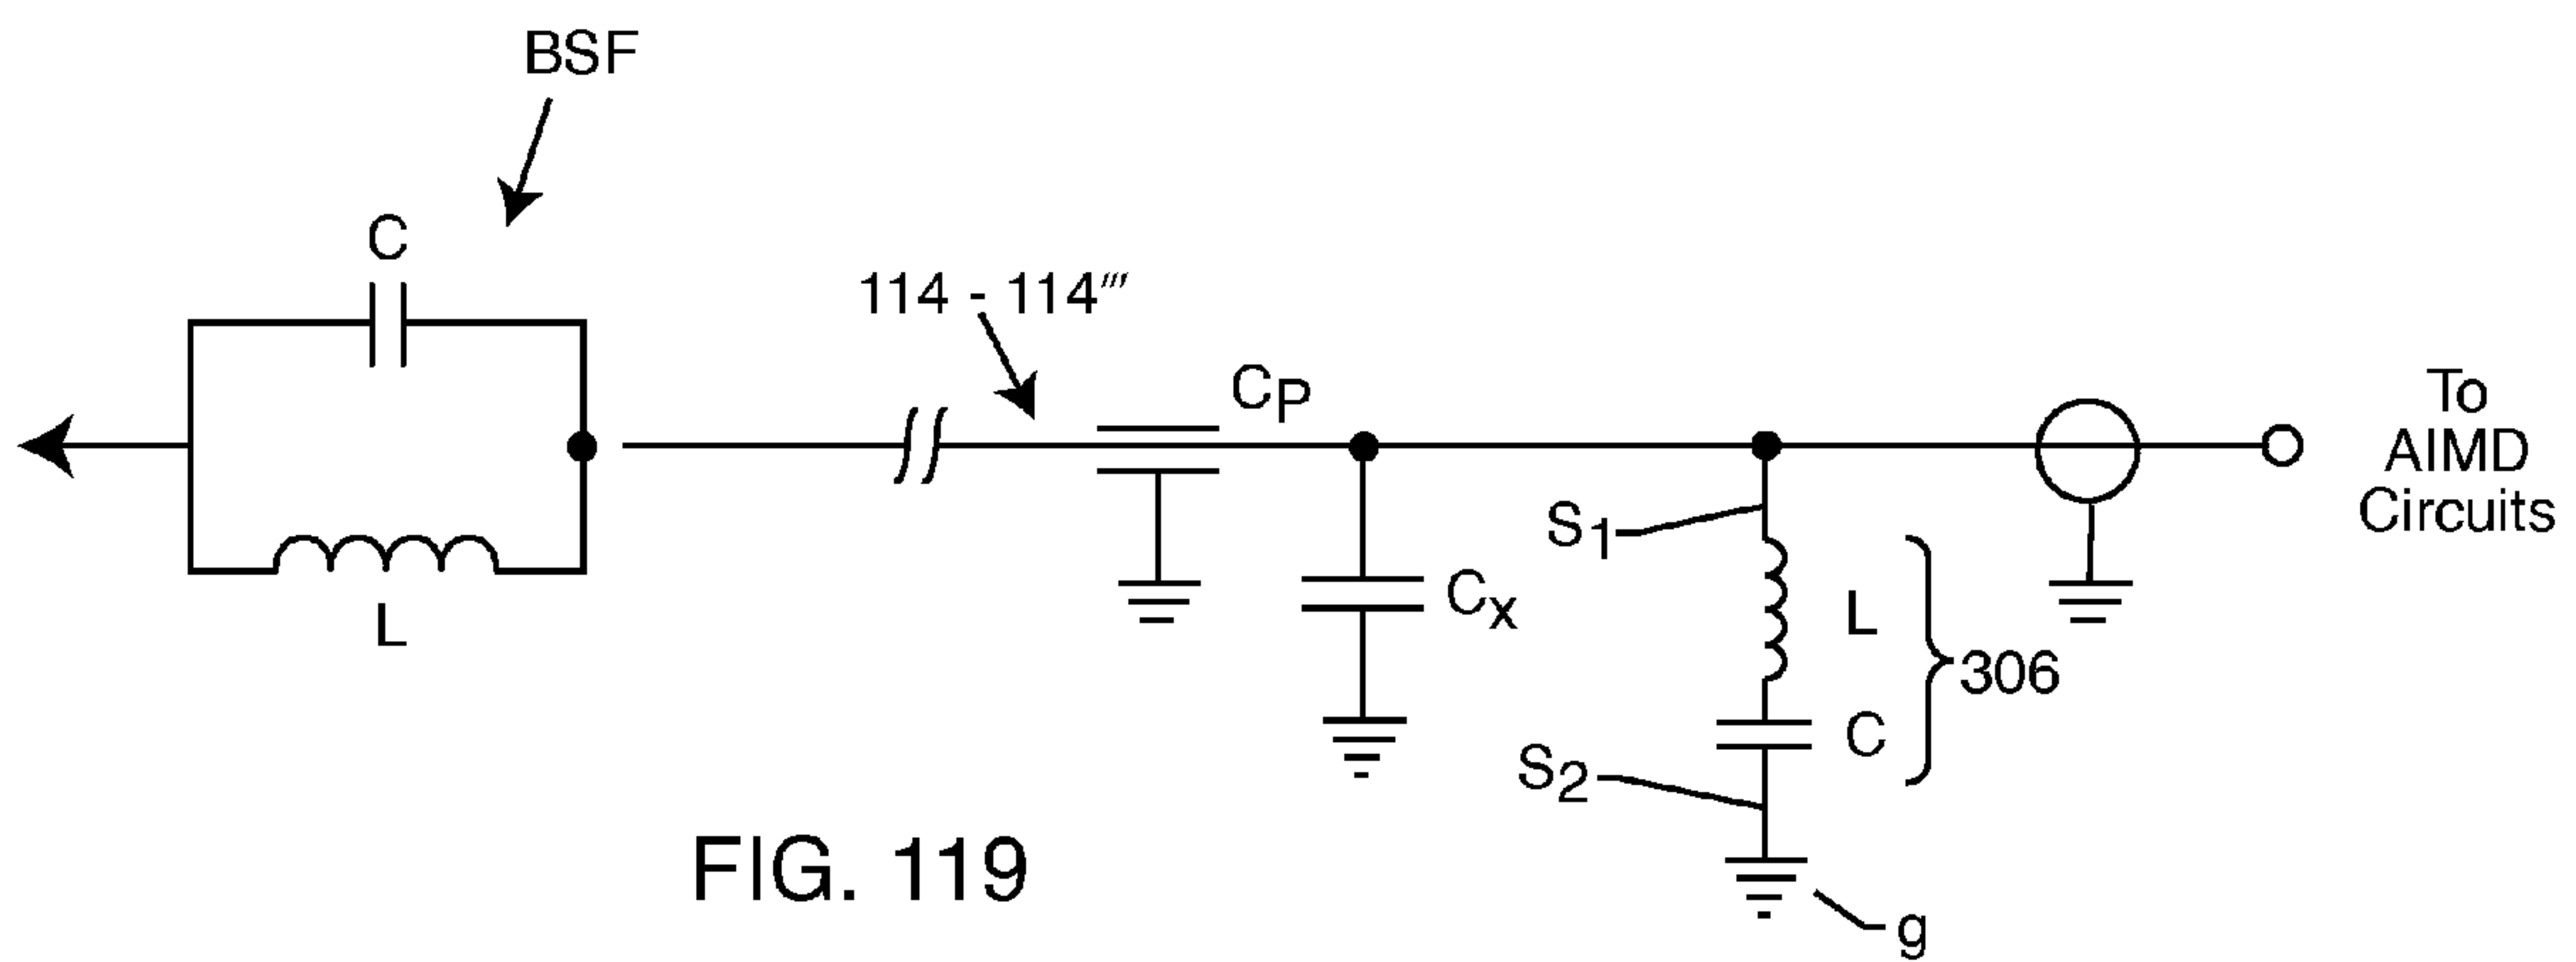 BSF
C
L
114 - 114‴
CP
CX
S1
L
C
306
S2
g
To
AIMD
Circuits
FIG. 119